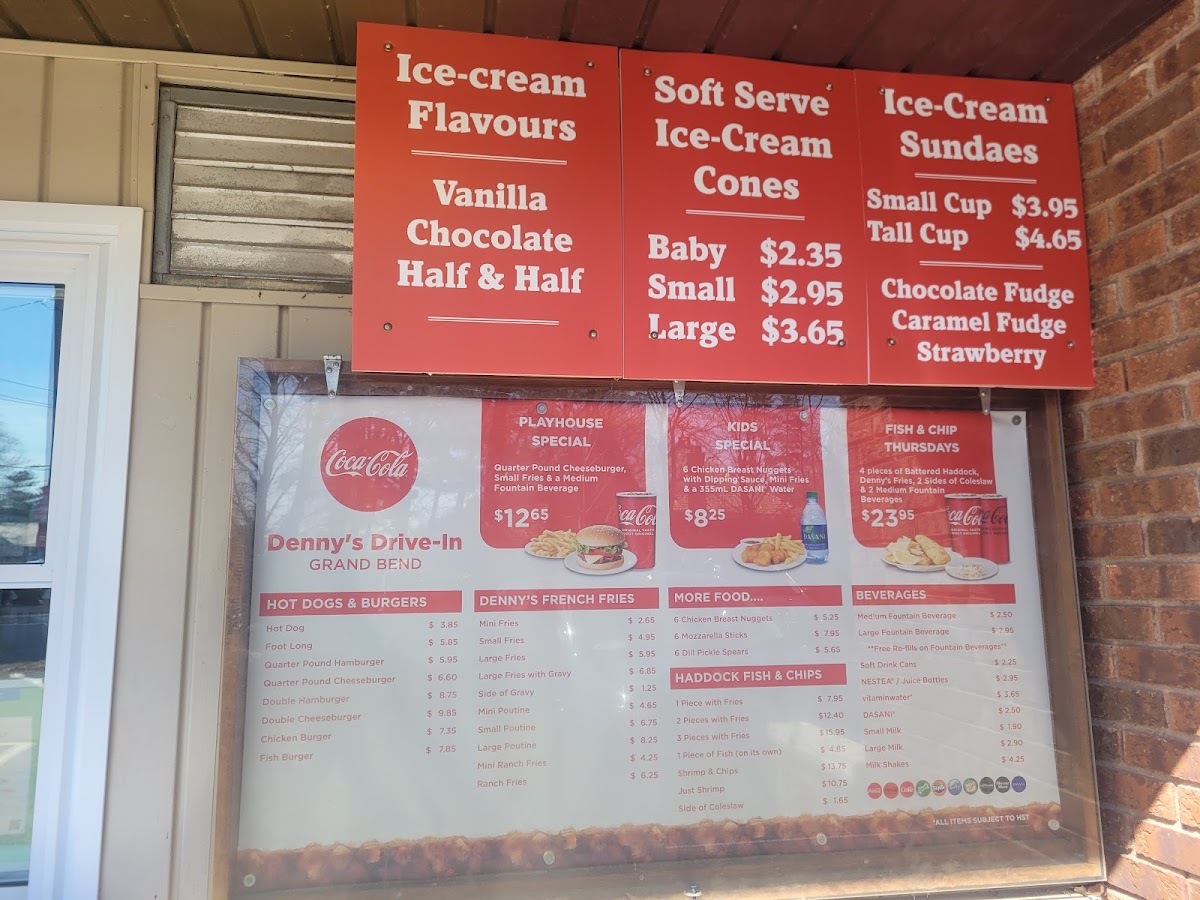 Ice-cream
Flavours
Vanilla
Chocolate
Half & Half
Soft Serve
Ice-Cream
Cones
Baby $2.35
Small $2.95
Large $3.65
Ice-Cream
Sundaes
Small Cup $3.95
Tall Cup $4.65
Chocolate Fudge
Caramel Fudge
Strawberry
Coca-Cola
Denny's Drive-In
GRAND BEND
PLAYHOUSE
SPECIAL
Quarter Pound Cheeseburger,
Small Fries & a Medium
Fountain Beverage
$12.65
KIDS
SPECIAL
6 Chicken Breast Nuggets
with Dipping Sauce, Mini Fries
& a 355mL DASANI® Water
$8.25
DASANI
FISH & CHIP
THURSDAYS
4 pieces of Battered Haddock,
Denny's Fries, 2 Sides of Coleslaw
& 2 Medium Fountain
Beverages
$23.95
HOT DOGS & BURGERS
Hot Dog $ 3.85
Foot Long $ 5.85
Quarter Pound Hamburger $ 5.95
Quarter Pound Cheeseburger $ 6.60
Double Hamburger $ 8.75
Double Cheeseburger $ 9.85
Chicken Burger $ 7.35
Fish Burger $ 7.85
DENNY'S FRENCH FRIES
Mini Fries $ 2.65
Small Fries $ 4.95
Large Fries $ 5.95
Large Fries with Gravy $ 6.85
Side of Gravy $ 1.25
Mini Poutine $ 4.65
Small Poutine $ 6.75
Large Poutine $ 8.25
Mini Ranch Fries $ 4.25
Ranch Fries $ 6.25
MORE FOOD....
6 Chicken Breast Nuggets $ 5.25
6 Mozzarella Sticks $ 7.95
6 Dill Pickle Spears $ 5.65
HADDOCK FISH & CHIPS
1 Piece with Fries $ 7.95
2 Pieces with Fries $12.40
3 Pieces with Fries $15.95
1 Piece of Fish (on its own) $ 4.85
Shrimp & Chips $13.75
Just Shrimp $10.75
Side of Coleslaw $ 1.65
BEVERAGES
Medium Fountain Beverage $ 2.50
Large Fountain Beverage $ 2.95
**Free Re-fills on Fountain Beverages**
Soft Drink Cans $ 2.25
NESTEA® / Juice Bottles $ 2.95
vitaminwater® $ 3.65
DASANI® $ 2.50
Small Milk $ 1.90
Large Milk $ 2.90
Milk Shakes $ 4.25
*ALL ITEMS SUBJECT TO HST